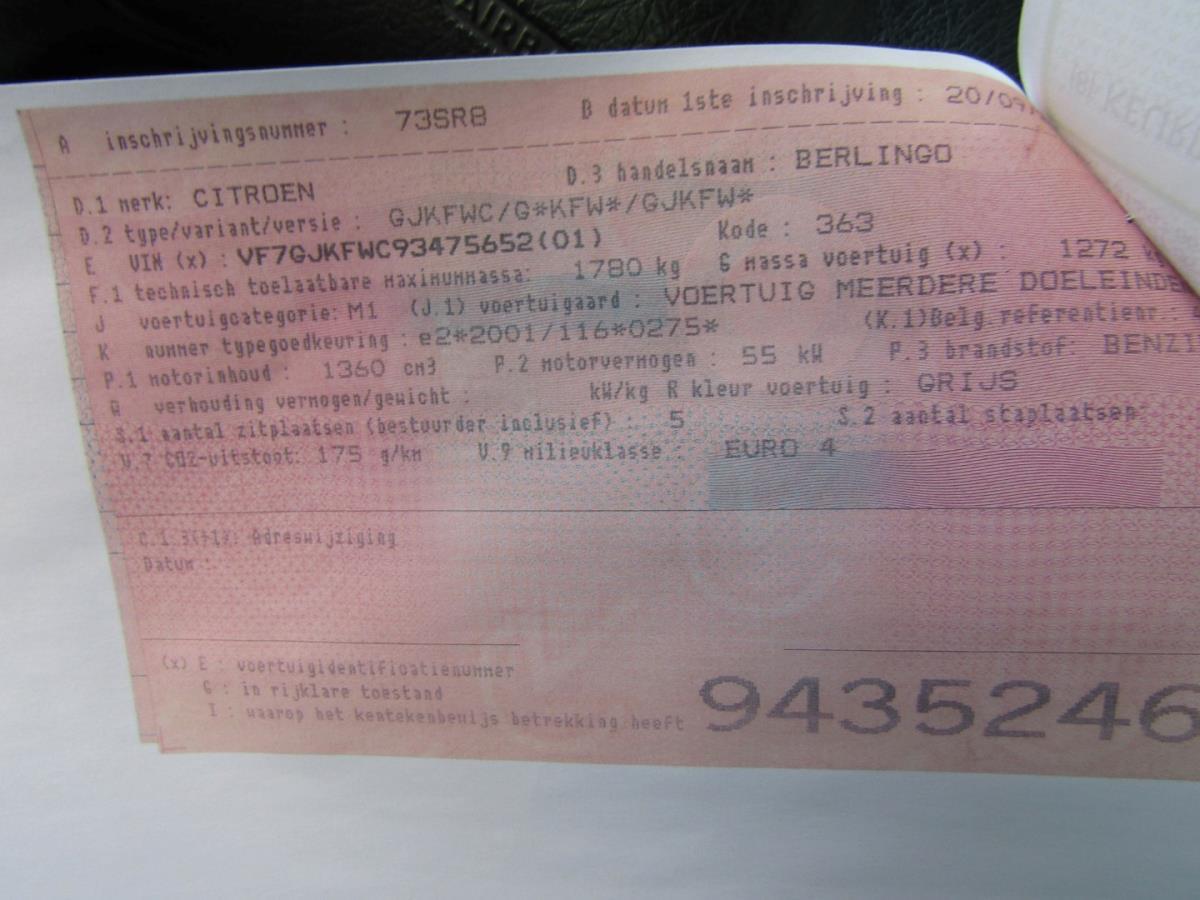 AIRB
A inschrijvingsnummer : 73SR8 B datum 1ste inschrijving : 20/04
D.1 merk: CITROEN D.3 handelsnaam : BERLINGO
D.2 type/variant/versie : GJKFWC/G*KFW*/GJKFW*
E VIN (x) : VF7GJKFWC93475652(01) Kode : 363
F.1 technisch toelaatbare maximummassa: 1780 kg G massa voertuig (x) : 1272
J voertuigcategorie: M1 (J.1) voertuigaard : VOERTUIG MEERDERE DOELEINDE
K nummer typegoedkeuring : e2*2001/116*0275* (K.1)Belg.referentienr.:
P.1 motorinhoud : 1360 cm3 P.2 motorvermogen : 55 kW P.3 brandstof: BENZI
Q verhouding vermogen/gewicht : kW/kg R kleur voertuig : GRIJS
S.1 aantal zitplaatsen (bestuurder inclusief) : 5 S.2 aantal staplaatsen
V.7 CO2-uitstoot: 175 g/km V.9 milieuklasse : EURO 4
Adreswijziging
Datum :
(x) E : voertuigidentificatienummer
G : in rijklare toestand
I : waarop het kentekenbewijs betrekking heeft
9435246